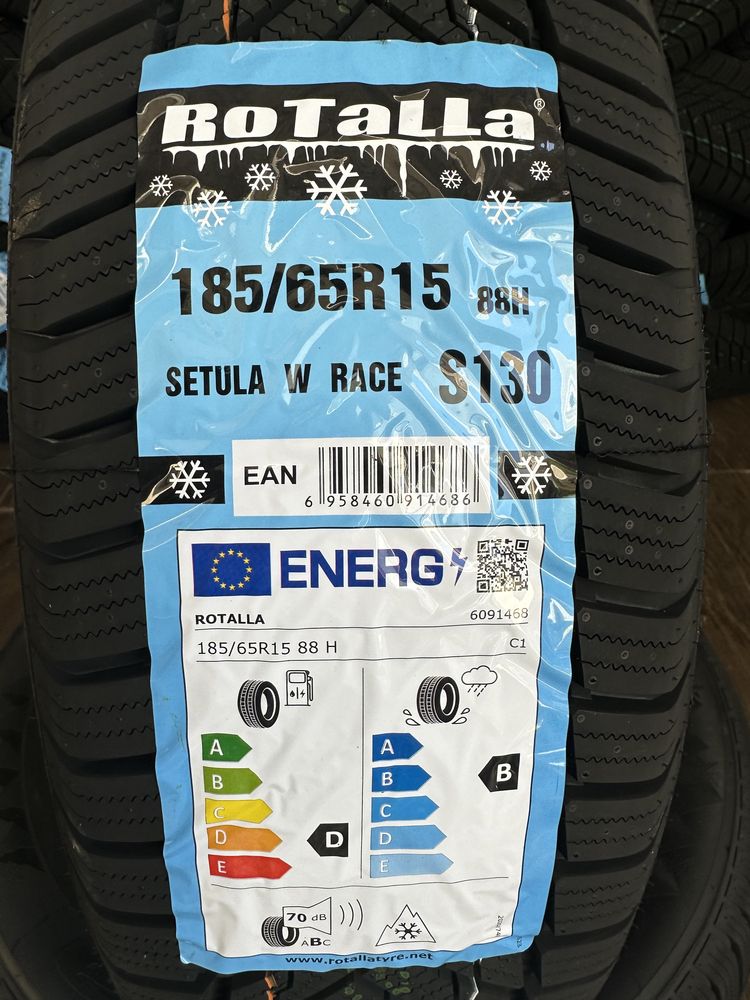 RoTaLLa®
185/65R15 88H
SETULA W RACE S130
EAN
6 958460 914686
ENERG
ROTALLA 6091468
185/65R15 88 H C1
A
B
C
D
E
D
A
B
C
D
E
B
70 dB
ABC
www.rotallatyre.net